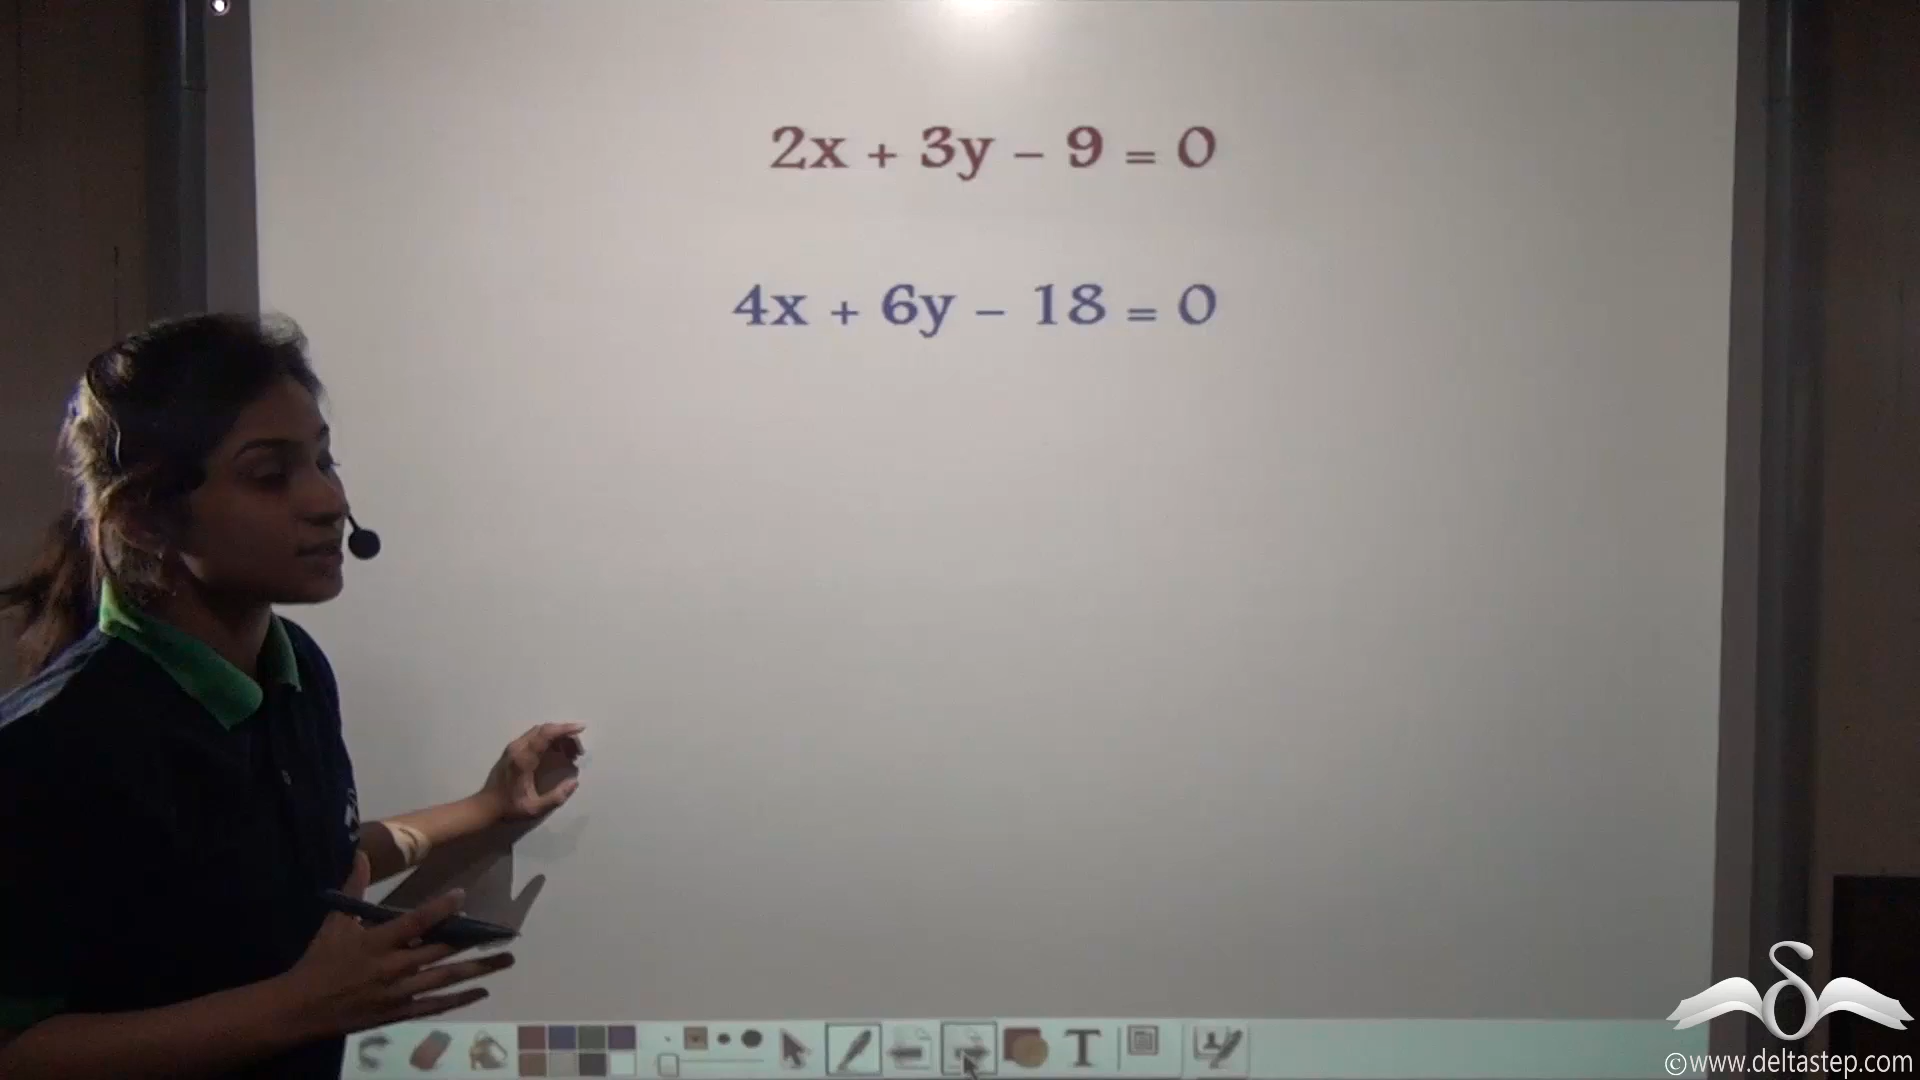 2x + 3y – 9 = 0
4x + 6y – 18 = 0
T
©www.deltastep.com